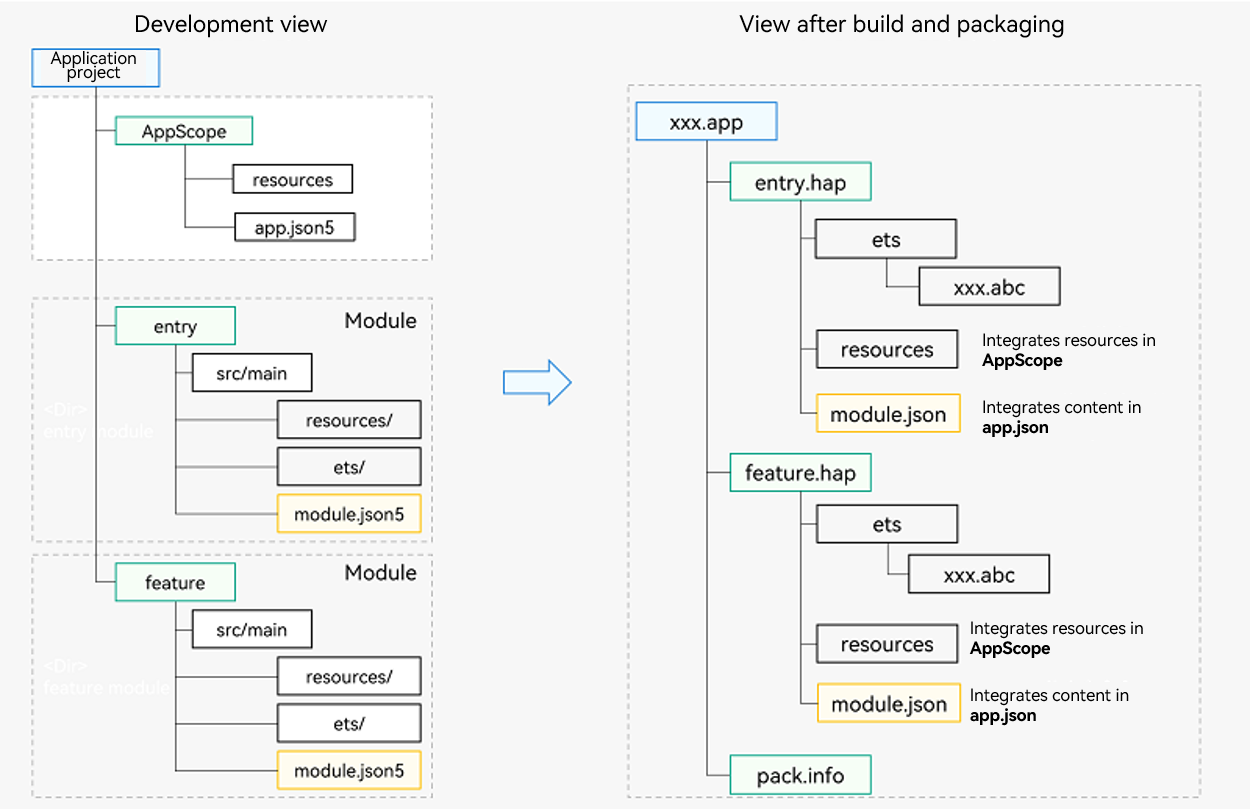 Development view
Application
project
AppScope
resources
app.json5
Module
entry
src/main
<Dir>
entry module
resources/
ets/
module.json5
Module
feature
src/main
<Dir>
feature module
resources/
ets/
module.json5
View after build and packaging
xxx.app
entry.hap
ets
xxx.abc
resources
Integrates resources in
AppScope
module.json
Integrates content in
app.json
feature.hap
ets
xxx.abc
resources
Integrates resources in
AppScope
module.json
Integrates content in
app.json
pack.info